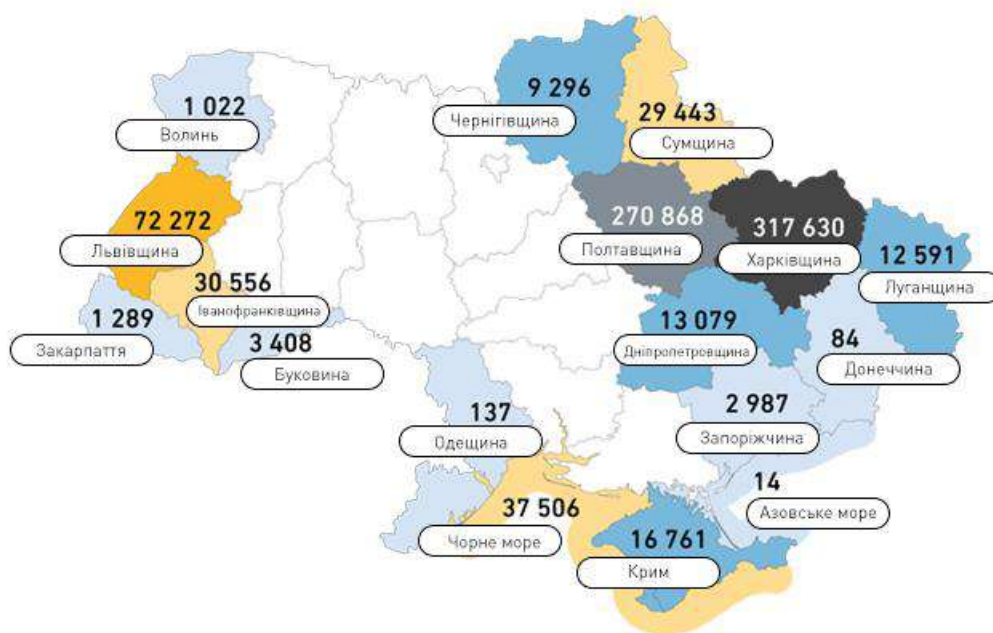 9 296
Чернігівщина
29 443
Сумщина
1 022
Волинь
72 272
Львівщина
270 868
Полтавщина
317 630
Харківщина
12 591
Луганщина
30 556
Іванофранківщина
1 289
Закарпаття
3 408
Буковина
13 079
Дніпропетровщина
84
Донеччина
137
Одещина
2 987
Запоріжчина
14
Азовське море
37 506
Чорне море
16 761
Крим